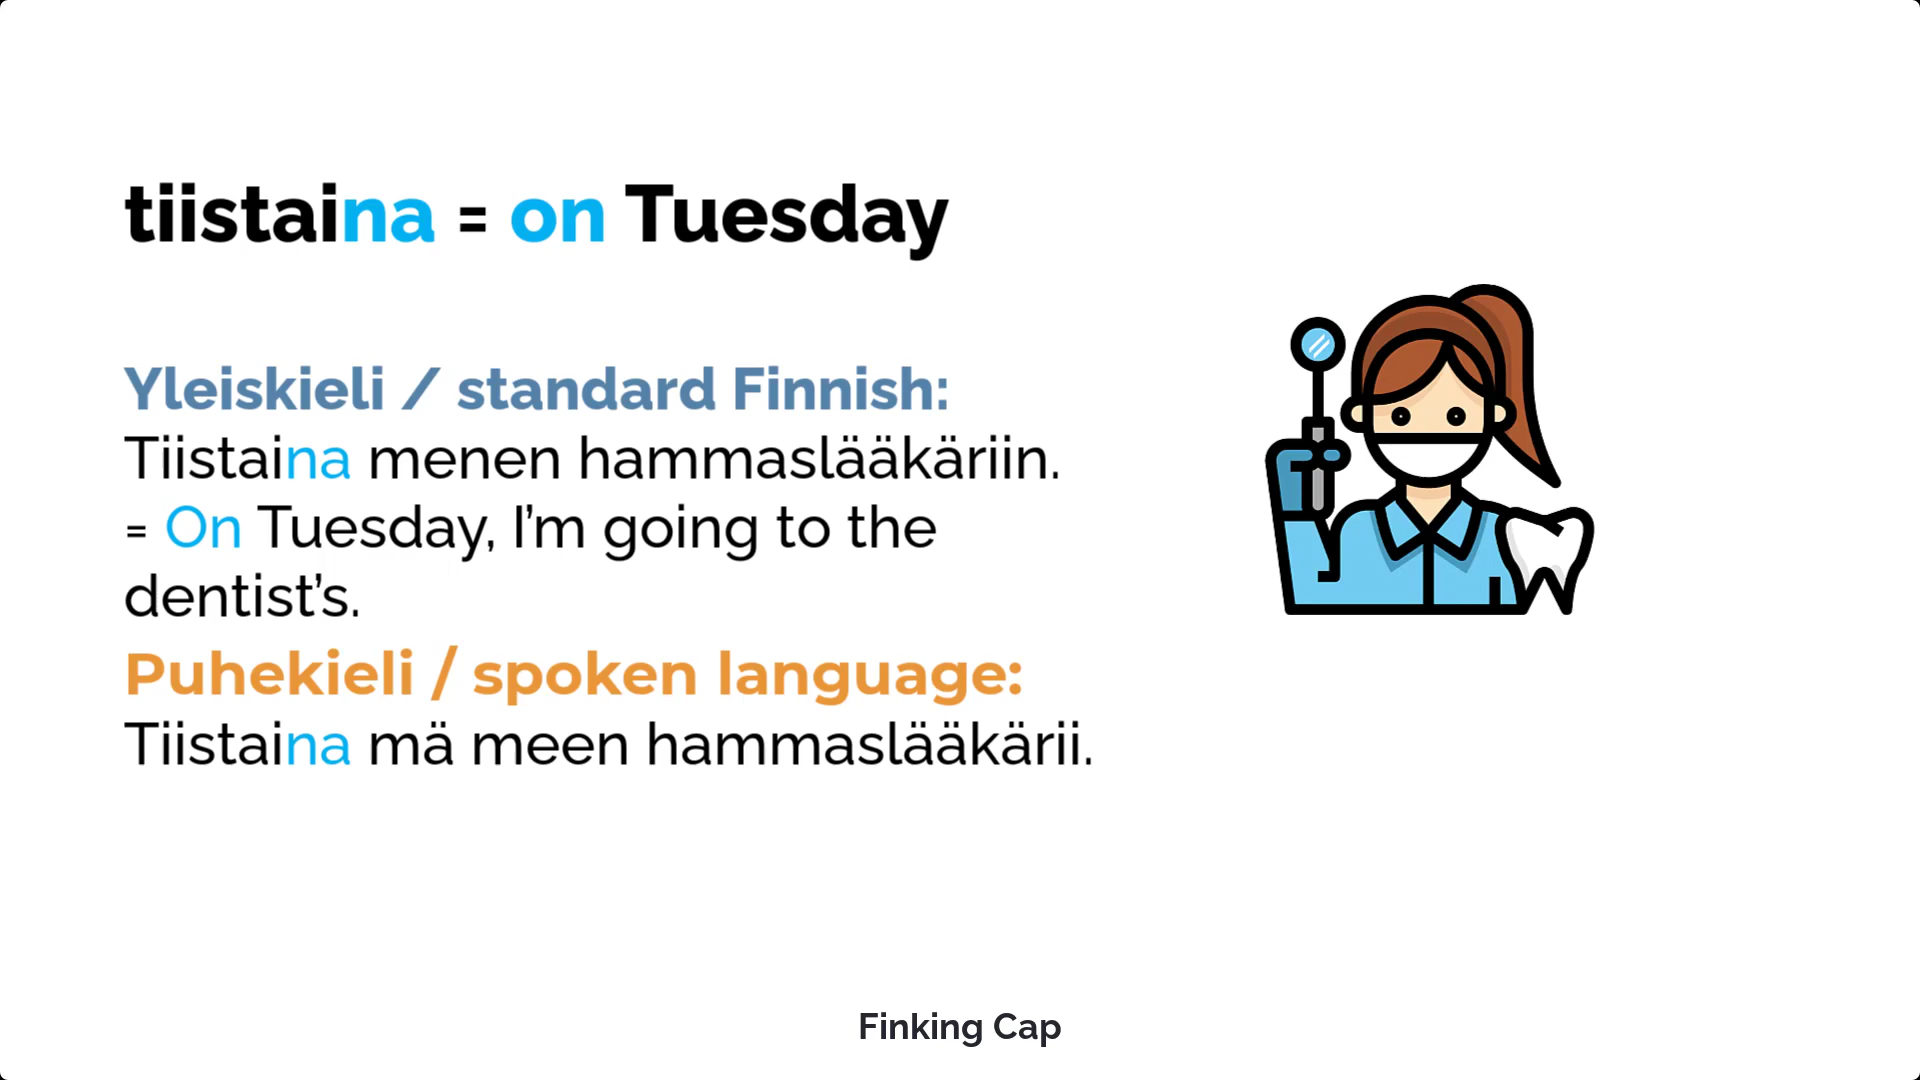 tiistaina = on Tuesday
Yleiskieli / standard Finnish:
Tiistaina menen hammaslääkäriin.
= On Tuesday, I’m going to the
dentist’s.
Puhekieli / spoken language:
Tiistaina mä meen hammaslääkärii.
Finking Cap